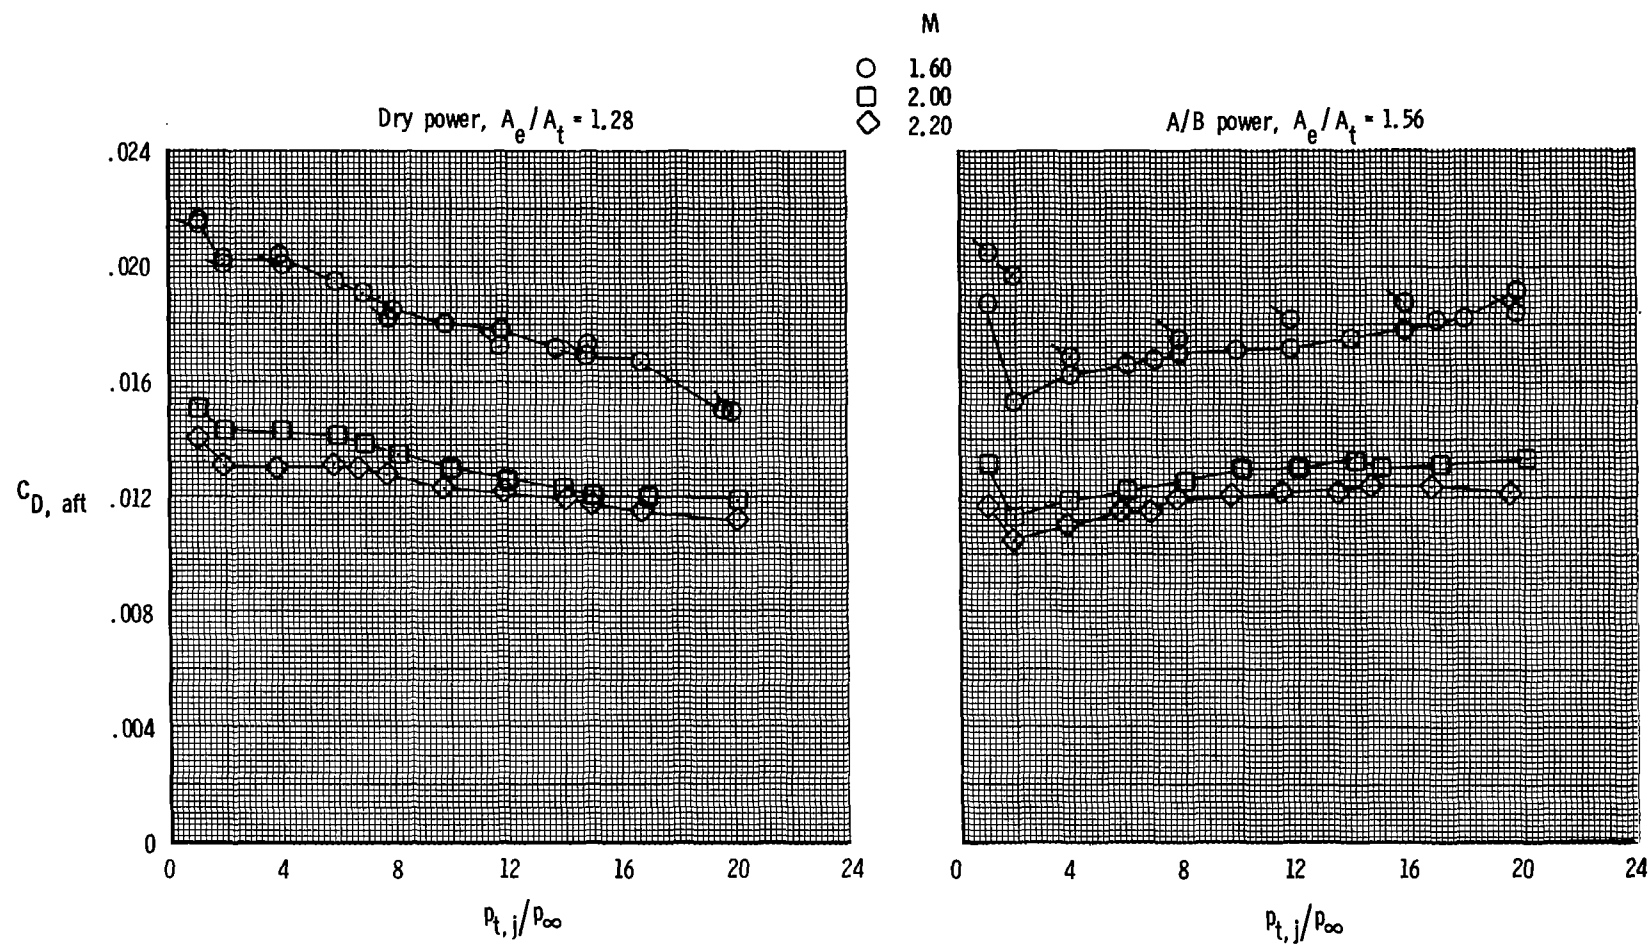 M
1.60
2.00
2.20
Dry power, A_e/A_t = 1.28
A/B power, A_e/A_t = 1.56
.024
.020
.016
.012
.008
.004
0
C_D, aft
0 4 8 12 16 20 24
0 4 8 12 16 20 24
p_t,j/p_∞
p_t,j/p_∞